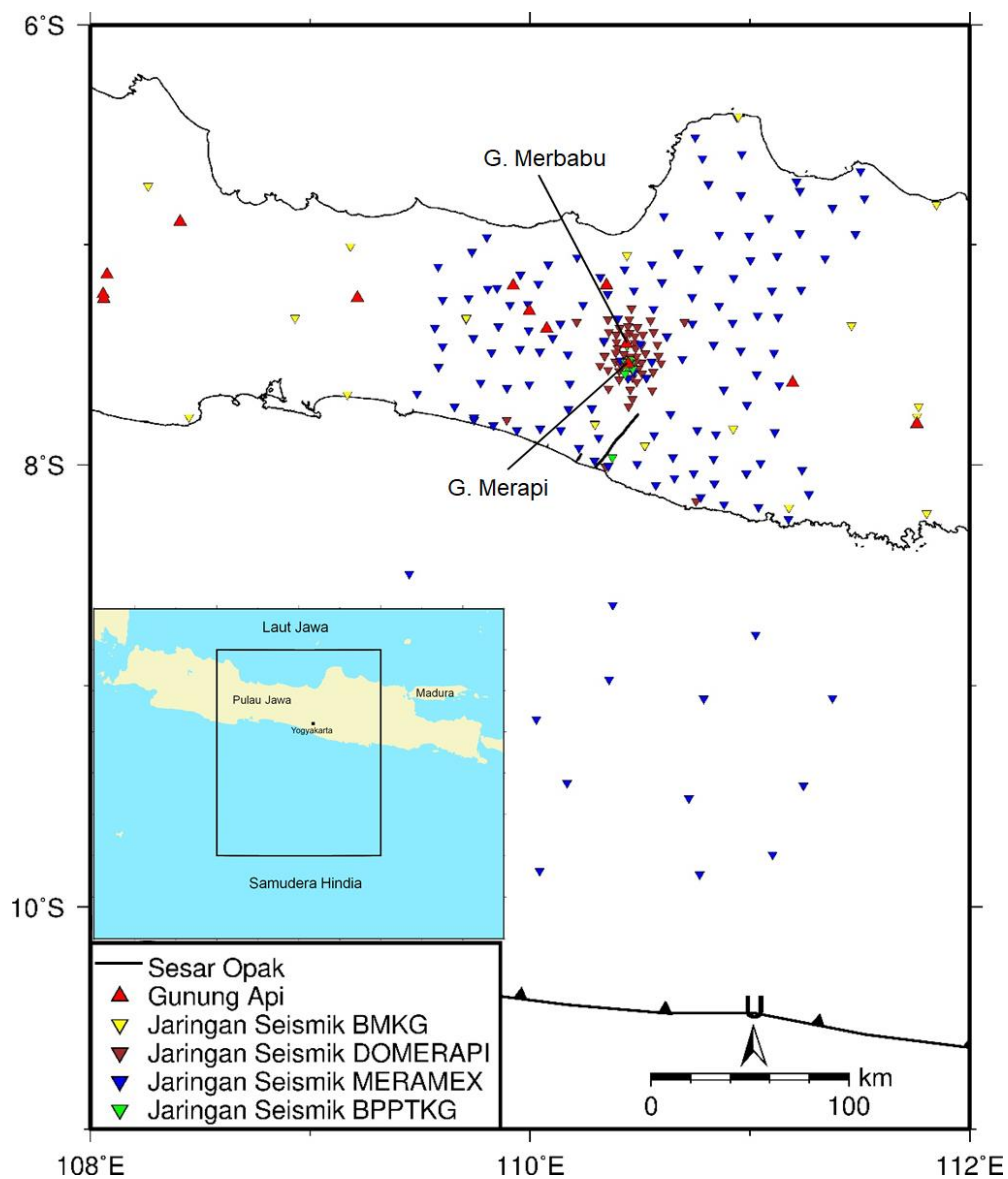 6°S
G. Merbabu
8°S
G. Merapi
Laut Jawa
Pulau Jawa
Madura
Yogyakarta
Samudera Hindia
10°S
Sesar Opak
Gunung Api
Jaringan Seismik BMKG
Jaringan Seismik DOMERAPI
Jaringan Seismik MERAMEX
Jaringan Seismik BPPTKG
U
km
0 100
108°E 110°E 112°E